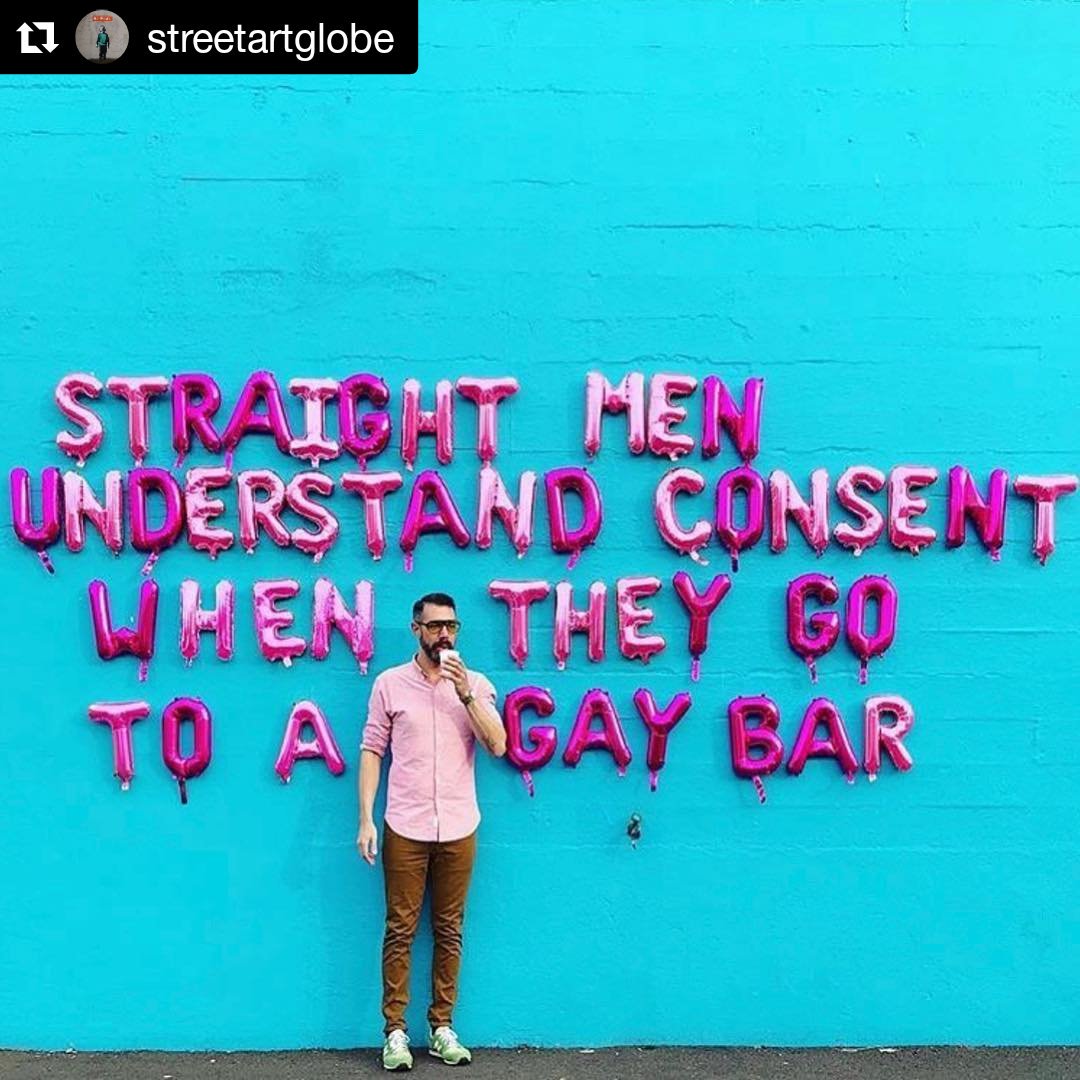 streetartglobe
STRAIGHT MEN
UNDERSTAND CONSENT
WHEN THEY GO
TO A GAY BAR